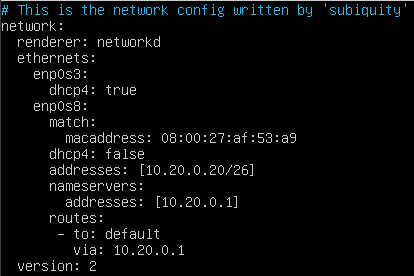 # This is the network config written by 'subiquity'
network:
  renderer: networkd
  ethernets:
    enp0s3:
      dhcp4: true
    enp0s8:
      match:
        macaddress: 08:00:27:af:53:a9
      dhcp4: false
      addresses: [10.20.0.20/26]
      nameservers:
        addresses: [10.20.0.1]
      routes:
       - to: default
         via: 10.20.0.1
  version: 2